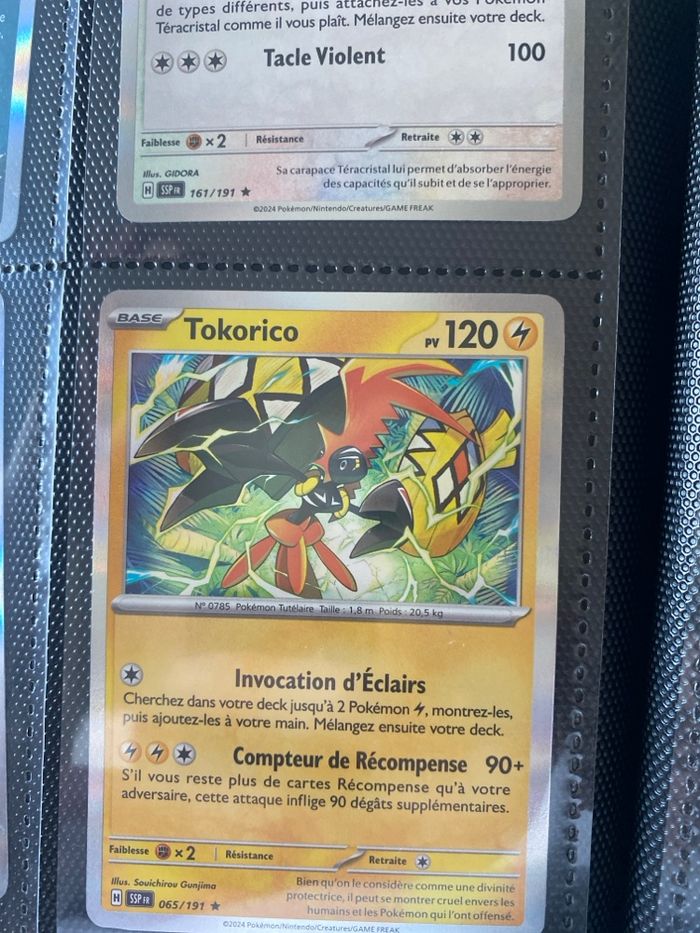 de types différents, puis attachez-les à vos Pokémon
Téracristal comme il vous plaît. Mélangez ensuite votre deck.
Tacle Violent 100
Faiblesse ×2 Résistance Retraite
Illus. GIDORA
Sa carapace Téracristal lui permet d'absorber l'énergie
des capacités qu'il subit et de se l'approprier.
H SSP FR 161/191 ★
©2024 Pokémon/Nintendo/Creatures/GAME FREAK
BASE Tokorico PV 120
N° 0785 Pokémon Tutélaire Taille : 1,8 m Poids : 20,5 kg
Invocation d'Éclairs
Cherchez dans votre deck jusqu'à 2 Pokémon , montrez-les,
puis ajoutez-les à votre main. Mélangez ensuite votre deck.
Compteur de Récompense 90+
S'il vous reste plus de cartes Récompense qu'à votre
adversaire, cette attaque inflige 90 dégâts supplémentaires.
Faiblesse ×2 Résistance Retraite
Illus. Souichirou Gunjima
Bien qu'on le considère comme une divinité
protectrice, il peut se montrer cruel envers les
humains et les Pokémon qui l'ont offensé.
H SSP FR 065/191 ★
©2024 Pokémon/Nintendo/Creatures/GAME FREAK